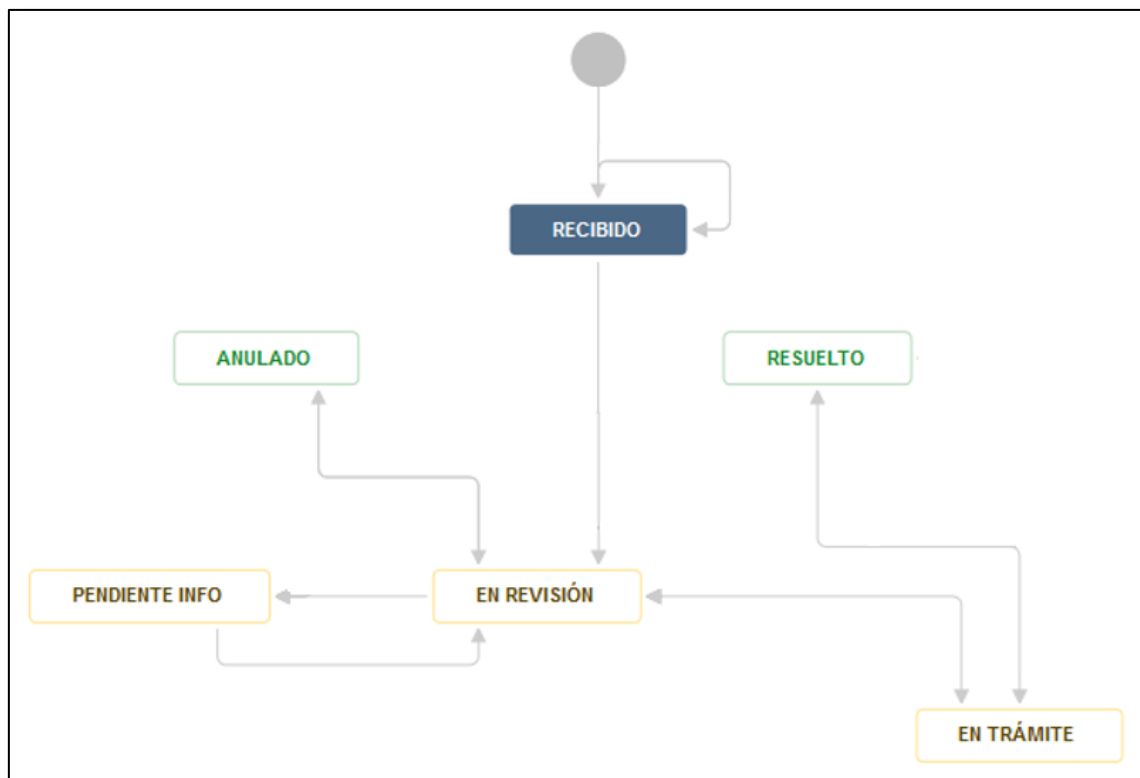 RECIBIDO
ANULADO
RESUELTO
PENDIENTE INFO
EN REVISIÓN
EN TRÁMITE